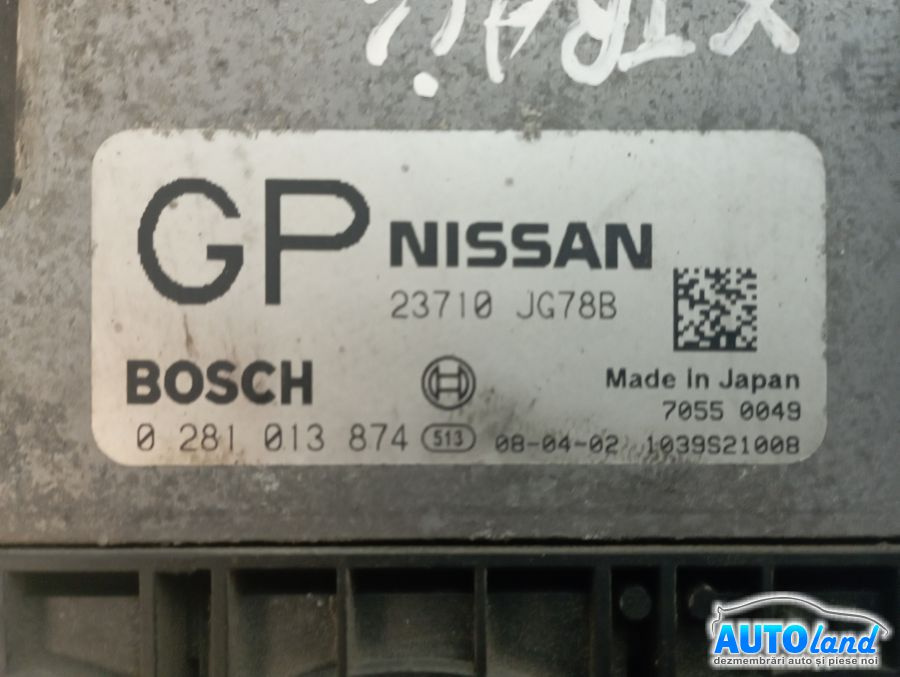 XTRAIL
GP NISSAN
23710 JG78B
BOSCH
Made In Japan
7055 0049
0 281 013 874 513 08-04-02 1039S21008
AUTOland
dezmembrări auto și piese noi